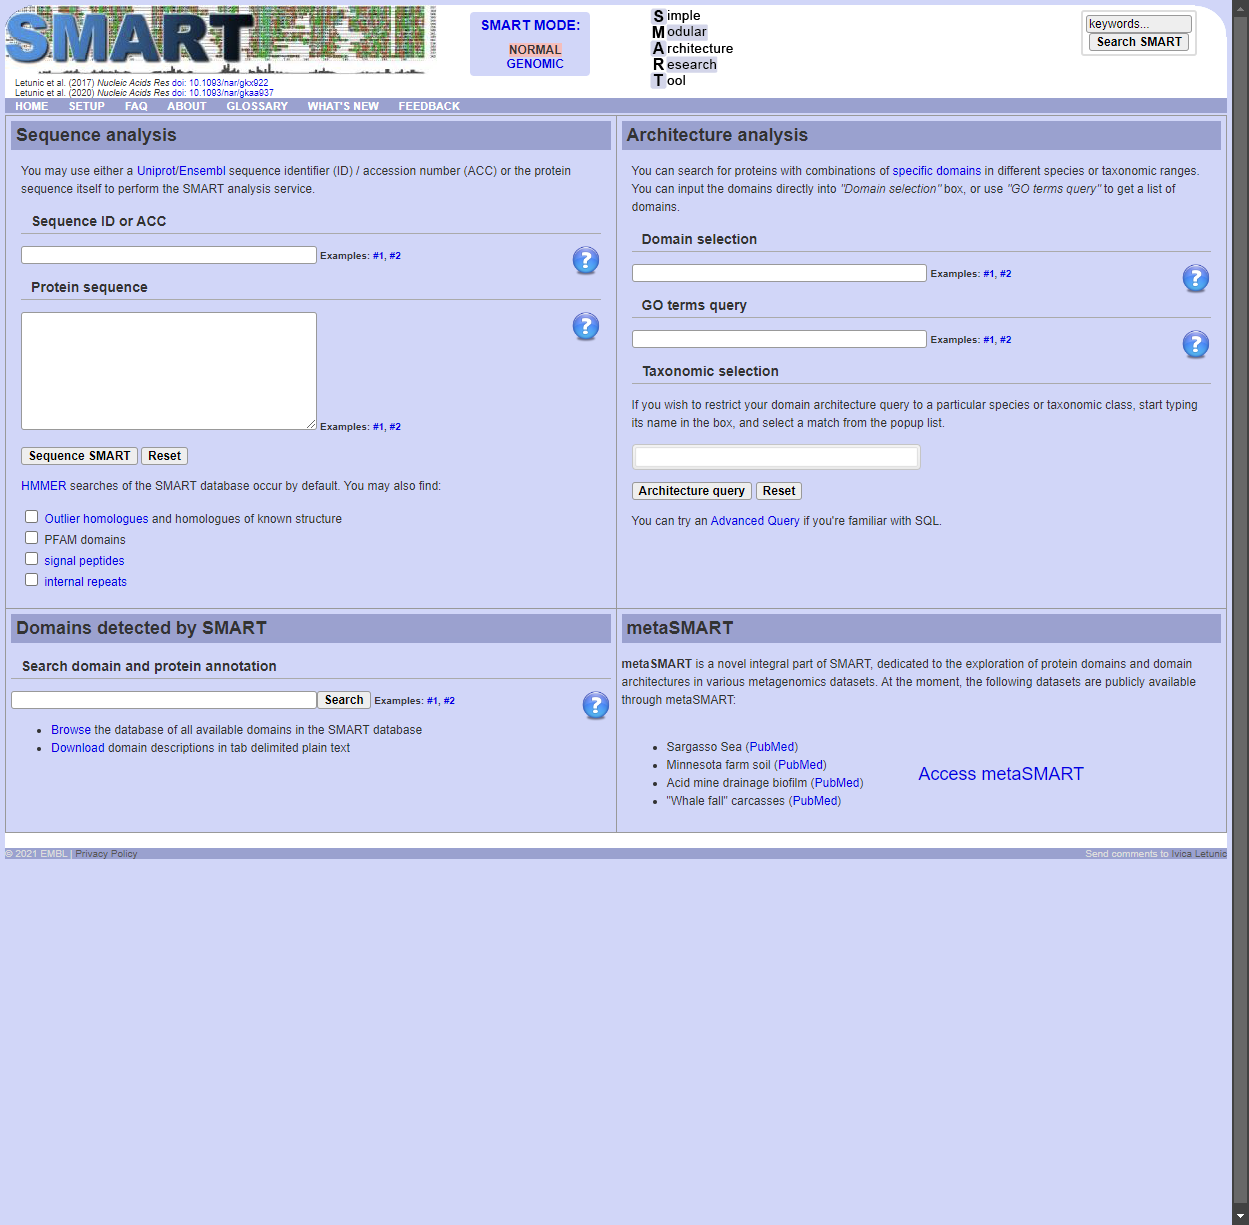 SMART
SMART MODE:
NORMAL
GENOMIC
Simple
Modular
Architecture
Research
Tool
keywords...
Search SMART
Letunic et al. (2017) Nucleic Acids Res doi: 10.1093/nar/gkx922
Letunic et al. (2020) Nucleic Acids Res doi: 10.1093/nar/gkaa937
HOME SETUP FAQ ABOUT GLOSSARY WHAT'S NEW FEEDBACK
Sequence analysis
You may use either a Uniprot/Ensembl sequence identifier (ID) / accession number (ACC) or the protein
sequence itself to perform the SMART analysis service.
Sequence ID or ACC
Examples: #1, #2
?
Protein sequence
?
Examples: #1, #2
Sequence SMART Reset
HMMER searches of the SMART database occur by default. You may also find:
Outlier homologues and homologues of known structure
PFAM domains
signal peptides
internal repeats
Architecture analysis
You can search for proteins with combinations of specific domains in different species or taxonomic ranges.
You can input the domains directly into "Domain selection" box, or use "GO terms query" to get a list of
domains.
Domain selection
Examples: #1, #2
?
GO terms query
Examples: #1, #2
?
Taxonomic selection
If you wish to restrict your domain architecture query to a particular species or taxonomic class, start typing
its name in the box, and select a match from the popup list.
Architecture query Reset
You can try an Advanced Query if you're familiar with SQL.
Domains detected by SMART
Search domain and protein annotation
Search Examples: #1, #2
?
• Browse the database of all available domains in the SMART database
• Download domain descriptions in tab delimited plain text
metaSMART
metaSMART is a novel integral part of SMART, dedicated to the exploration of protein domains and domain
architectures in various metagenomics datasets. At the moment, the following datasets are publicly available
through metaSMART:
• Sargasso Sea (PubMed)
• Minnesota farm soil (PubMed)
• Acid mine drainage biofilm (PubMed)
• "Whale fall" carcasses (PubMed)
Access metaSMART
© 2021 EMBL | Privacy Policy
Send comments to Ivica Letunic